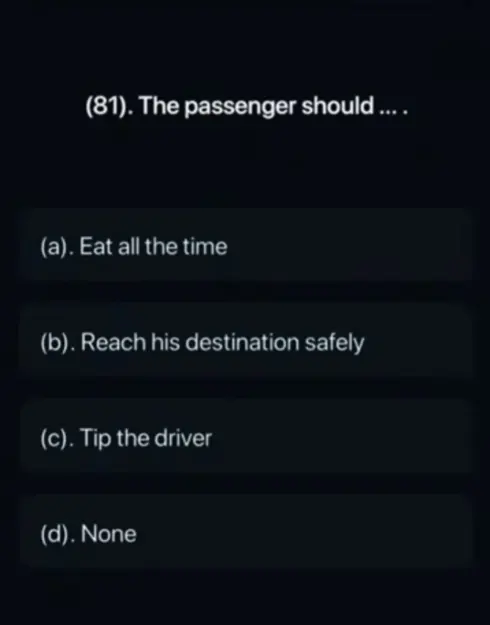 (81). The passenger should ... .
(a). Eat all the time
(b). Reach his destination safely
(c). Tip the driver
(d). None